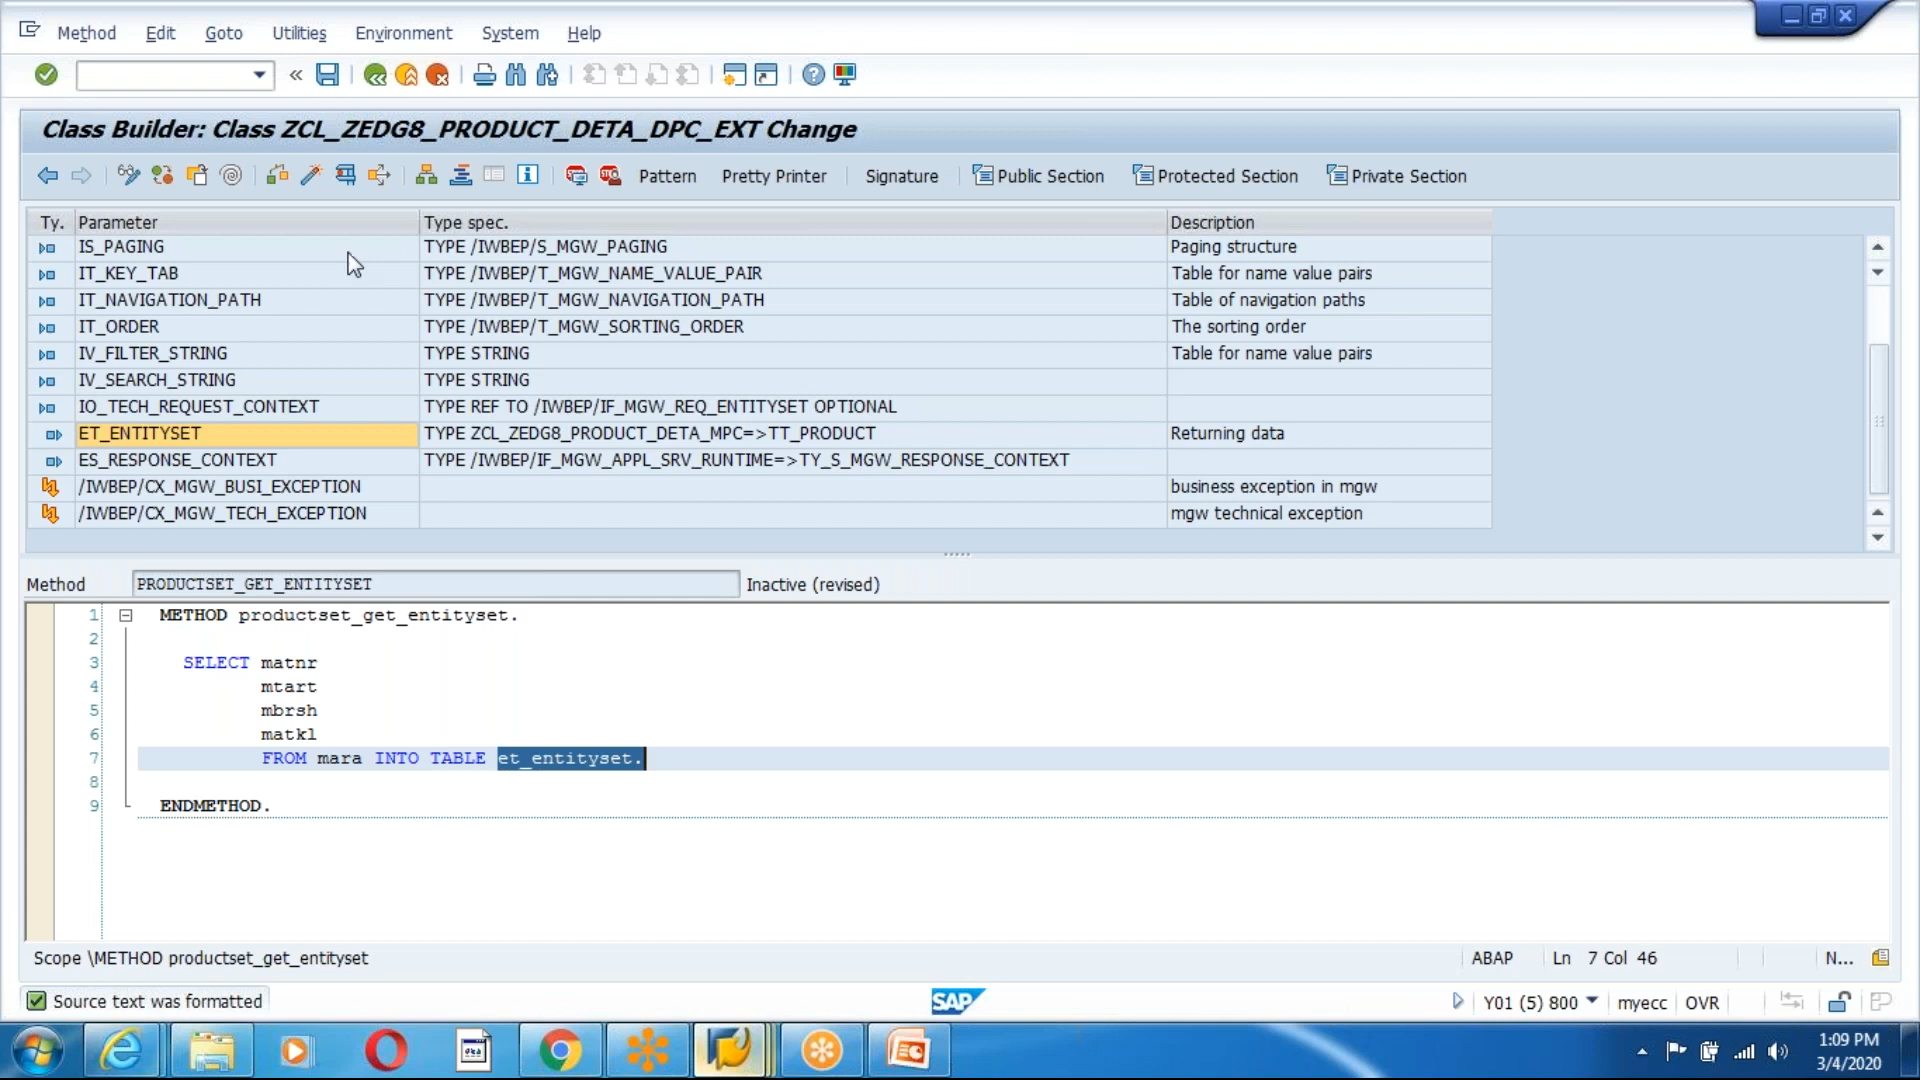 Method Edit Goto Utilities Environment System Help
Class Builder: Class ZCL_ZEDG8_PRODUCT_DETA_DPC_EXT Change
Pattern Pretty Printer Signature Public Section Protected Section Private Section
Ty. Parameter Type spec. Description
IS_PAGING TYPE /IWBEP/S_MGW_PAGING Paging structure
IT_KEY_TAB TYPE /IWBEP/T_MGW_NAME_VALUE_PAIR Table for name value pairs
IT_NAVIGATION_PATH TYPE /IWBEP/T_MGW_NAVIGATION_PATH Table of navigation paths
IT_ORDER TYPE /IWBEP/T_MGW_SORTING_ORDER The sorting order
IV_FILTER_STRING TYPE STRING Table for name value pairs
IV_SEARCH_STRING TYPE STRING
IO_TECH_REQUEST_CONTEXT TYPE REF TO /IWBEP/IF_MGW_REQ_ENTITYSET OPTIONAL
ET_ENTITYSET TYPE ZCL_ZEDG8_PRODUCT_DETA_MPC=>TT_PRODUCT Returning data
ES_RESPONSE_CONTEXT TYPE /IWBEP/IF_MGW_APPL_SRV_RUNTIME=>TY_S_MGW_RESPONSE_CONTEXT
/IWBEP/CX_MGW_BUSI_EXCEPTION business exception in mgw
/IWBEP/CX_MGW_TECH_EXCEPTION mgw technical exception
Method PRODUCTSET_GET_ENTITYSET Inactive (revised)
1 METHOD productset_get_entityset.
2
3 SELECT matnr
4 mtart
5 mbrsh
6 matkl
7 FROM mara INTO TABLE et_entityset.
8
9 ENDMETHOD.
Scope \METHOD productset_get_entityset ABAP Ln 7 Col 46 N...
Source text was formatted SAP Y01 (5) 800 myecc OVR
1:09 PM
3/4/2020